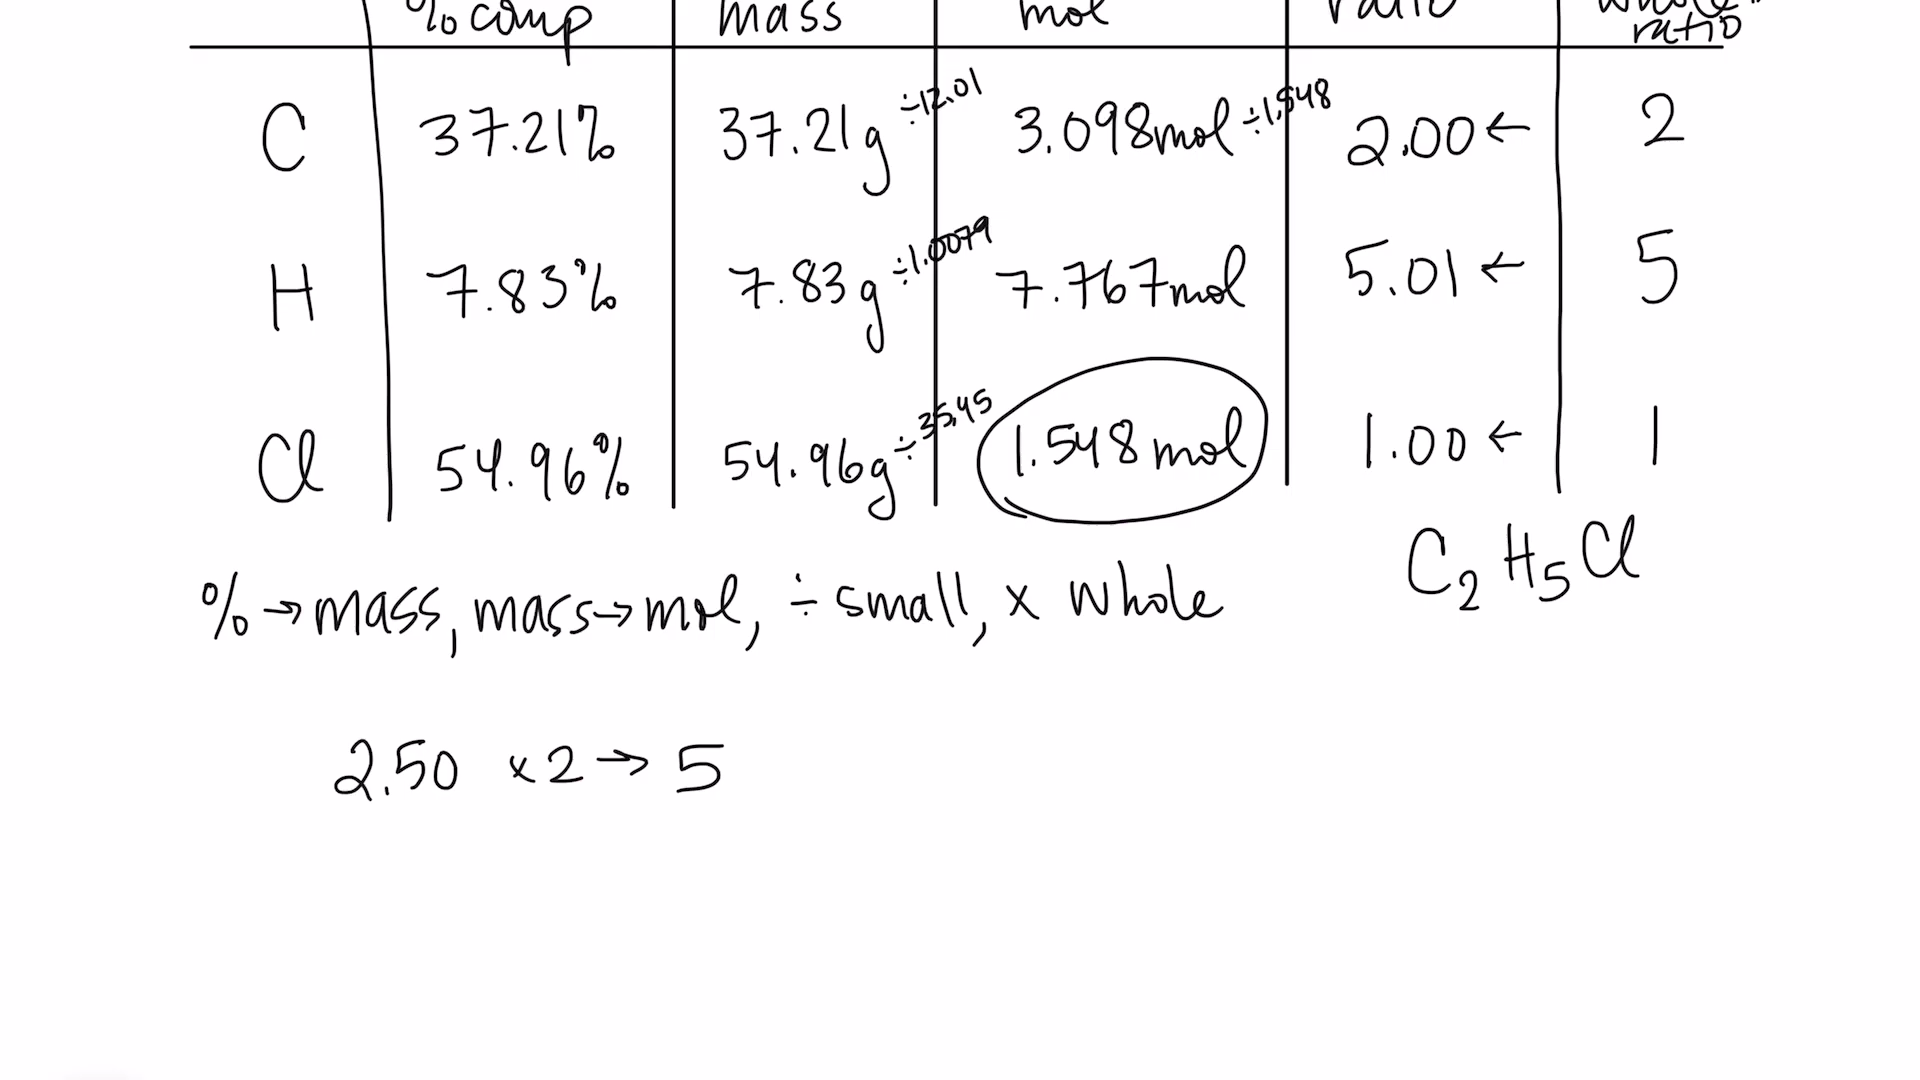 % comp mass mol ratio whole #
ratio
C 37.21% 37.21g ÷12.01 3.098mol ÷1.548 2.00← 2
H 7.83% 7.83g ÷1.0079 7.767mol 5.01← 5
Cl 54.96% 54.96g ÷35.45 1.548mol 1.00← 1
C₂H₅Cl
%→mass, mass→mol, ÷ small, x whole
2.50 x2→5